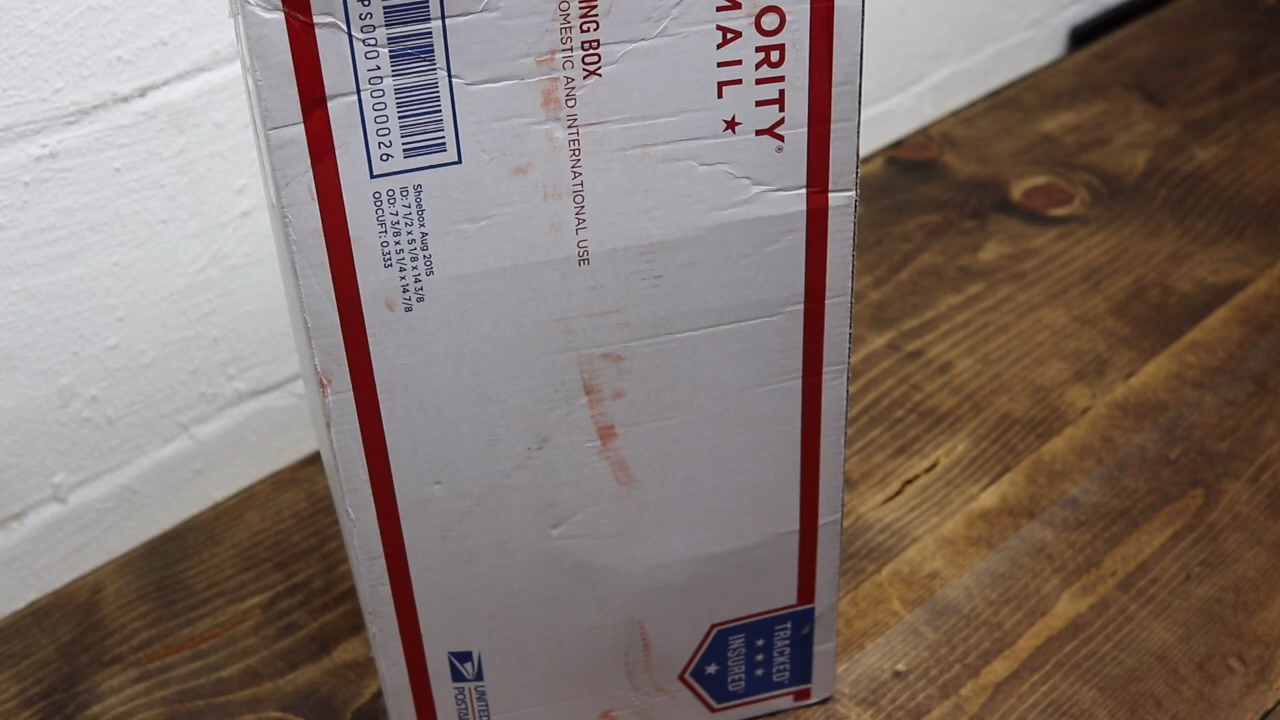 ORITY®
MAIL ★
ING BOX
OMESTIC AND INTERNATIONAL USE
PS00010000026
Shoebox Aug 2015
ID: 7 1/2 x 5 1/8 x 14 3/8
OD: 7 3/8 x 5 1/4 x 14 7/8
ODCUFT: 0.333
TRACKED
★ ★ ★
INSURED
★
UNITED
POSTA